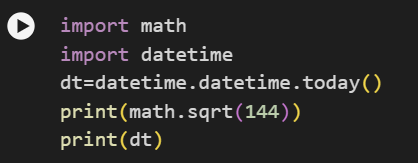 import math
import datetime
dt=datetime.datetime.today()
print(math.sqrt(144))
print(dt)